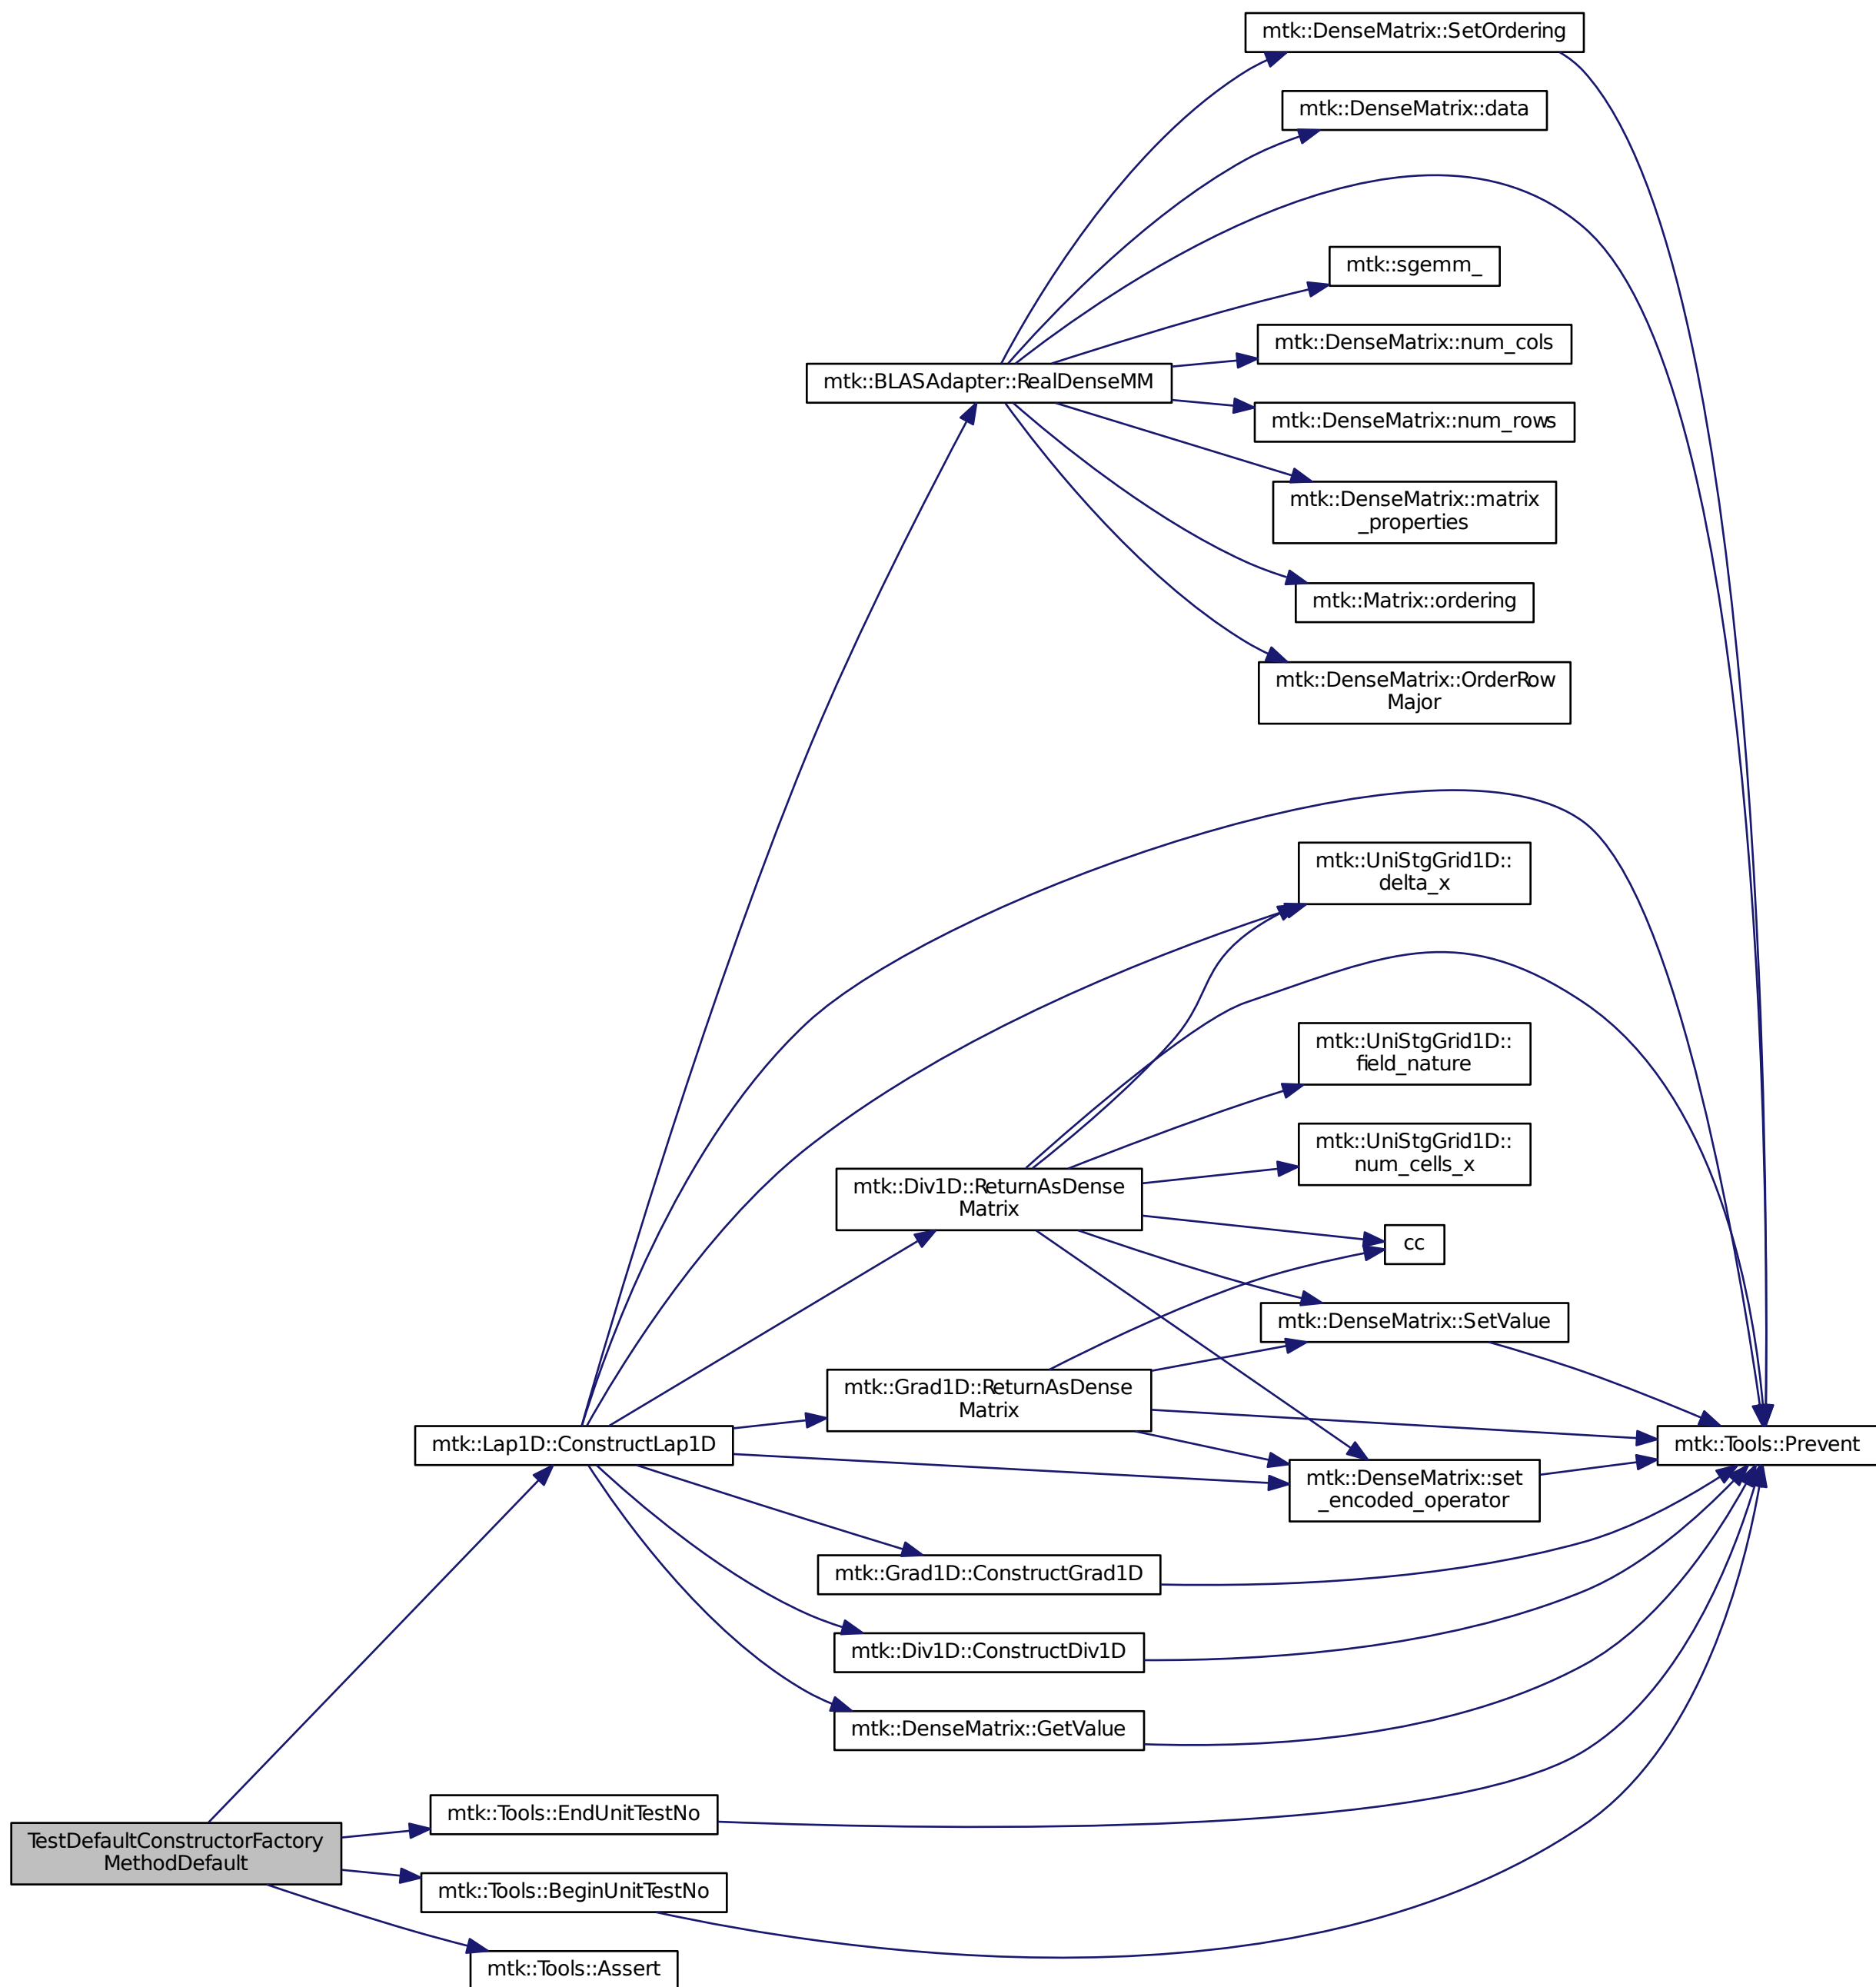 mtk::DenseMatrix::SetOrdering
mtk::DenseMatrix::data
mtk::sgemm_
mtk::DenseMatrix::num_cols
mtk::BLASAdapter::RealDenseMM
mtk::DenseMatrix::num_rows
mtk::DenseMatrix::matrix
_properties
mtk::Matrix::ordering
mtk::DenseMatrix::OrderRow
Major
mtk::UniStgGrid1D::
delta_x
mtk::UniStgGrid1D::
field_nature
mtk::UniStgGrid1D::
num_cells_x
mtk::Div1D::ReturnAsDense
Matrix
cc
mtk::DenseMatrix::SetValue
mtk::Grad1D::ReturnAsDense
Matrix
mtk::Lap1D::ConstructLap1D
mtk::Tools::Prevent
mtk::DenseMatrix::set
_encoded_operator
mtk::Grad1D::ConstructGrad1D
mtk::Div1D::ConstructDiv1D
mtk::DenseMatrix::GetValue
mtk::Tools::EndUnitTestNo
TestDefaultConstructorFactory
MethodDefault
mtk::Tools::BeginUnitTestNo
mtk::Tools::Assert